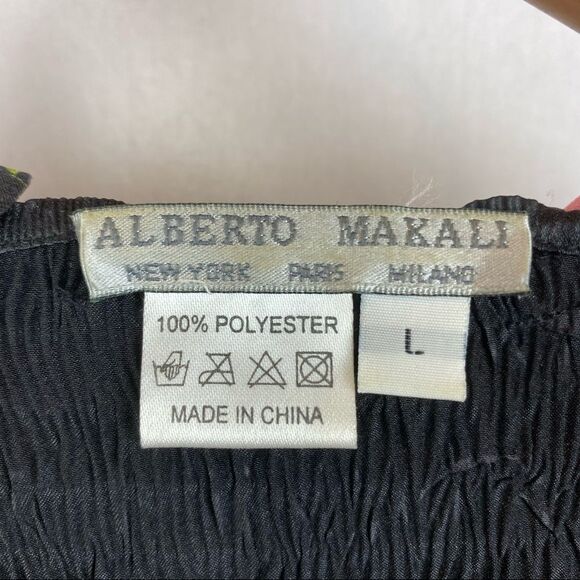 ALBERTO MAKALI
NEW YORK PARIS MILANO
100% POLYESTER
MADE IN CHINA
L